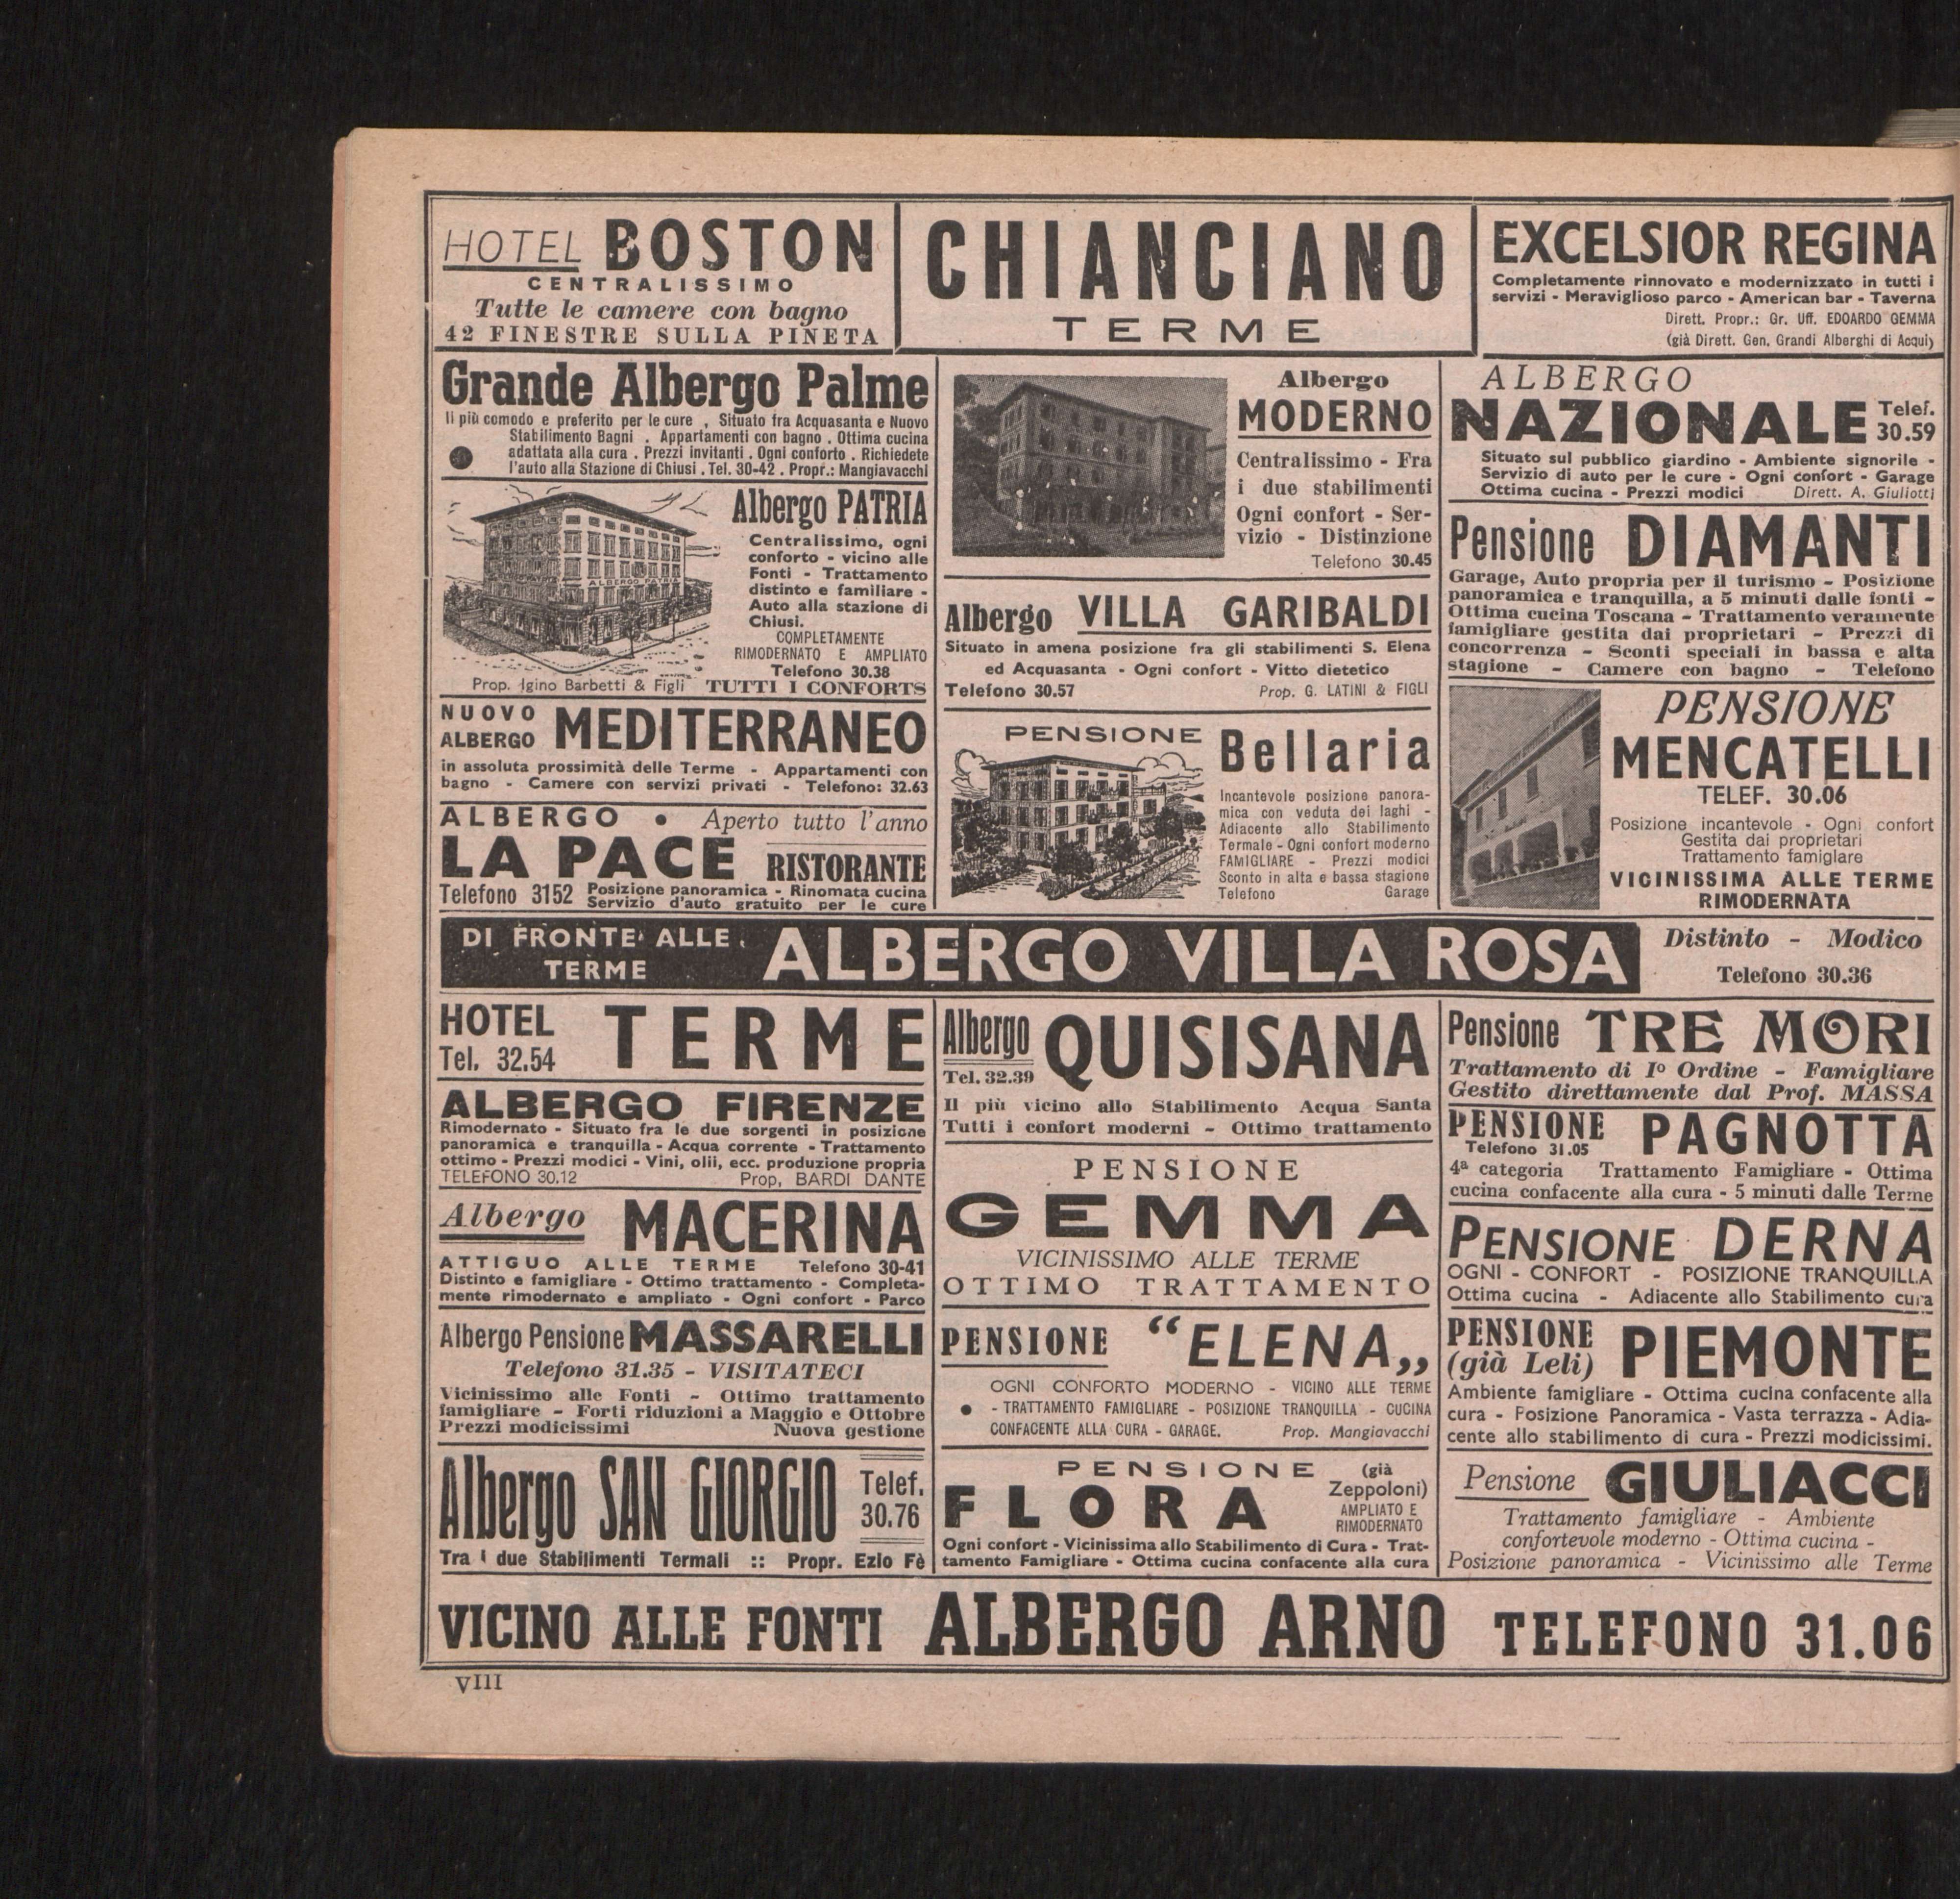 HOTEL BOSTON
CENTRALISSIMO
Tutte le camere con bagno
42 FINESTRE SULLA PINETA
CHIANCIANO
TERME
EXCELSIOR REGINA
Completamente rinnovato e modernizzato in tutti i
servizi - Meraviglioso parco - American bar - Taverna
Dirett. Propr.: Gr. Uff. EDOARDO GEMMA
(già Dirett. Gen. Grandi Alberghi di Acqui)
Grande Albergo Palme
Il più comodo e preferito per le cure , Situato fra Acquasanta e Nuovo
Stabilimento Bagni . Appartamenti con bagno . Ottima cucina
adattata alla cura . Prezzi invitanti . Ogni conforto . Richiedete
l'auto alla Stazione di Chiusi . Tel. 30-42 . Propr.: Mangiavacchi
Albergo PATRIA
Centralissimo, ogni
conforto - vicino alle
Fonti - Trattamento
distinto e familiare -
Auto alla stazione di
Chiusi.
COMPLETAMENTE
RIMODERNATO E AMPLIATO
Telefono 30.38
ALBERGO PATRIA
Prop. Igino Barbetti & Figli TUTTI I CONFORTS
NUOVO
ALBERGO MEDITERRANEO
in assoluta prossimità delle Terme - Appartamenti con
bagno - Camere con servizi privati - Telefono: 32.63
ALBERGO • Aperto tutto l'anno
LA PACE RISTORANTE
Telefono 3152 Posizione panoramica - Rinomata cucina
Servizio d'auto gratuito per le cure
Albergo
MODERNO
Centralissimo - Fra
i due stabilimenti
Ogni confort - Ser-
vizio - Distinzione
Telefono 30.45
Albergo VILLA GARIBALDI
Situato in amena posizione fra gli stabilimenti S. Elena
ed Acquasanta - Ogni confort - Vitto dietetico
Telefono 30.57 Prop. G. LATINI & FIGLI
PENSIONE Bellaria
Incantevole posizione panora-
mica con veduta dei laghi -
Adiacente allo Stabilimento
Termale - Ogni confort moderno
FAMIGLIARE - Prezzi modici
Sconto in alta e bassa stagione
Telefono Garage
ALBERGO
NAZIONALE Telef.
30.59
Situato sul pubblico giardino - Ambiente signorile -
Servizio di auto per le cure - Ogni confort - Garage
Ottima cucina - Prezzi modici Dirett. A. Giuliotti
Pensione DIAMANTI
Garage, Auto propria per il turismo - Posizione
panoramica e tranquilla, a 5 minuti dalle fonti -
Ottima cucina Toscana - Trattamento veramente
famigliare gestita dai proprietari - Prezzi di
concorrenza - Sconti speciali in bassa e alta
stagione - Camere con bagno - Telefono
PENSIONE
MENCATELLI
TELEF. 30.06
Posizione incantevole - Ogni confort
Gestita dai proprietari
Trattamento famiglare
VICINISSIMA ALLE TERME
RIMODERNATA
DI FRONTE ALLE
TERME ALBERGO VILLA ROSA
Distinto - Modico
Telefono 30.36
HOTEL
Tel. 32.54 TERME
ALBERGO FIRENZE
Rimodernato - Situato fra le due sorgenti in posizione
panoramica e tranquilla - Acqua corrente - Trattamento
ottimo - Prezzi modici - Vini, olii, ecc. produzione propria
TELEFONO 30.12 Prop, BARDI DANTE
Albergo MACERINA
ATTIGUO ALLE TERME Telefono 30-41
Distinto e famigliare - Ottimo trattamento - Completa-
mente rimodernato e ampliato - Ogni confort - Parco
Albergo Pensione MASSARELLI
Telefono 31.35 - VISITATECI
Vicinissimo alle Fonti - Ottimo trattamento
famigliare - Forti riduzioni a Maggio e Ottobre
Prezzi modicissimi Nuova gestione
Albergo SAN GIORGIO Telef.
30.76
Tra i due Stabilimenti Termali :: Propr. Ezio Fè
Albergo
Tel. 32.39 QUISISANA
Il più vicino allo Stabilimento Acqua Santa
Tutti i confort moderni - Ottimo trattamento
PENSIONE
GEMMA
VICINISSIMO ALLE TERME
OTTIMO TRATTAMENTO
PENSIONE “ELENA„
OGNI CONFORTO MODERNO - VICINO ALLE TERME
• - TRATTAMENTO FAMIGLIARE - POSIZIONE TRANQUILLA - CUCINA
CONFACENTE ALLA CURA - GARAGE. Prop. Mangiavacchi
PENSIONE (già
Zeppoloni)
FLORA AMPLIATO E
RIMODERNATO
Ogni confort - Vicinissima allo Stabilimento di Cura - Trat-
tamento Famigliare - Ottima cucina confacente alla cura
Pensione TRE MORI
Trattamento di Iº Ordine - Famigliare
Gestito direttamente dal Prof. MASSA
PENSIONE PAGNOTTA
Telefono 31.05
4ª categoria Trattamento Famigliare - Ottima
cucina confacente alla cura - 5 minuti dalle Terme
PENSIONE DERNA
OGNI - CONFORT - POSIZIONE TRANQUILLA
Ottima cucina - Adiacente allo Stabilimento cura
PENSIONE
(già Leli) PIEMONTE
Ambiente famigliare - Ottima cucina confacente alla
cura - Posizione Panoramica - Vasta terrazza - Adia-
cente allo stabilimento di cura - Prezzi modicissimi.
Pensione GIULIACCI
Trattamento famigliare - Ambiente
confortevole moderno - Ottima cucina -
Posizione panoramica - Vicinissimo alle Terme
VICINO ALLE FONTI ALBERGO ARNO TELEFONO 31.06
VIII